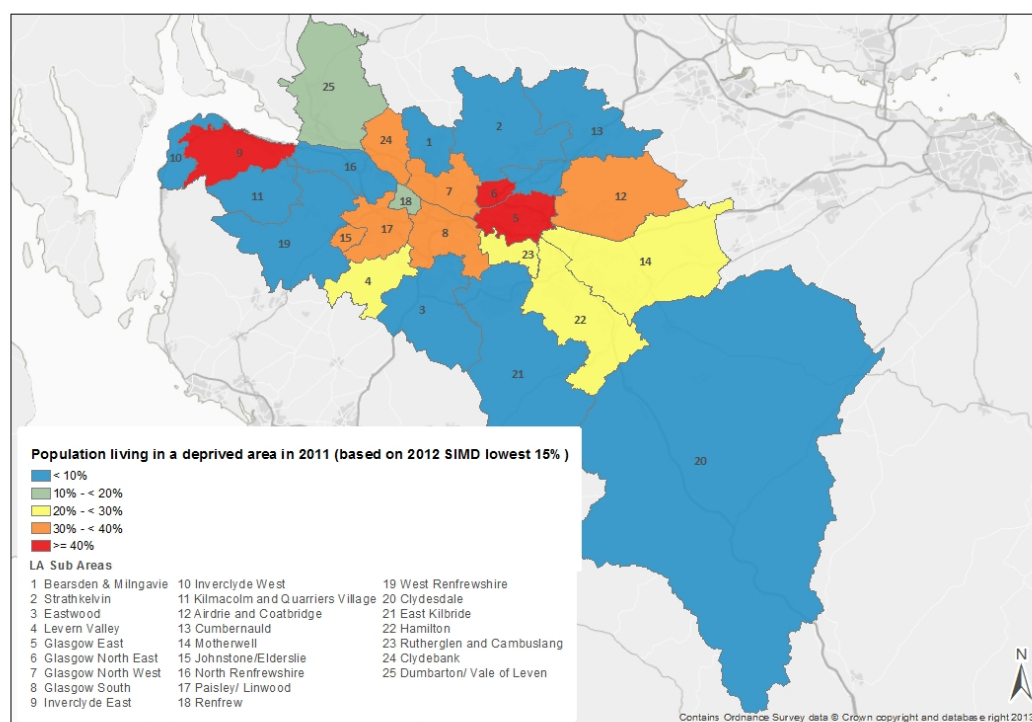 25
2
13
24
1
10
9
16
7
12
11
6
18
5
17
8
15
19
23
14
4
3
22
21
20
Population living in a deprived area in 2011 (based on 2012 SIMD lowest 15% )
< 10%
10% - < 20%
20% - < 30%
30% - < 40%
>= 40%
LA Sub Areas
1 Bearsden & Milngavie 10 Inverclyde West 19 West Renfrewshire
2 Strathkelvin 11 Kilmacolm and Quarriers Village 20 Clydesdale
3 Eastwood 12 Airdrie and Coatbridge 21 East Kilbride
4 Levern Valley 13 Cumbernauld 22 Hamilton
5 Glasgow East 14 Motherwell 23 Rutherglen and Cambuslang
6 Glasgow North East 15 Johnstone/Elderslie 24 Clydebank
7 Glasgow North West 16 North Renfrewshire 25 Dumbarton/ Vale of Leven
8 Glasgow South 17 Paisley/ Linwood
9 Inverclyde East 18 Renfrew
N
Contains Ordnance Survey data © Crown copyright and database right 2013